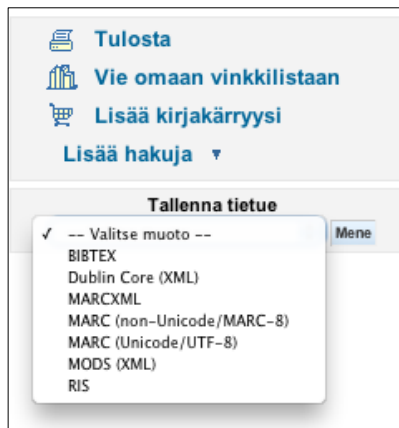 Tulosta
Vie omaan vinkkilistaan
Lisää kirjakärryysi
Lisää hakuja ▼
Tallenna tietue
✓ -- Valitse muoto -- Mene
BIBTEX
Dublin Core (XML)
MARCXML
MARC (non-Unicode/MARC-8)
MARC (Unicode/UTF-8)
MODS (XML)
RIS